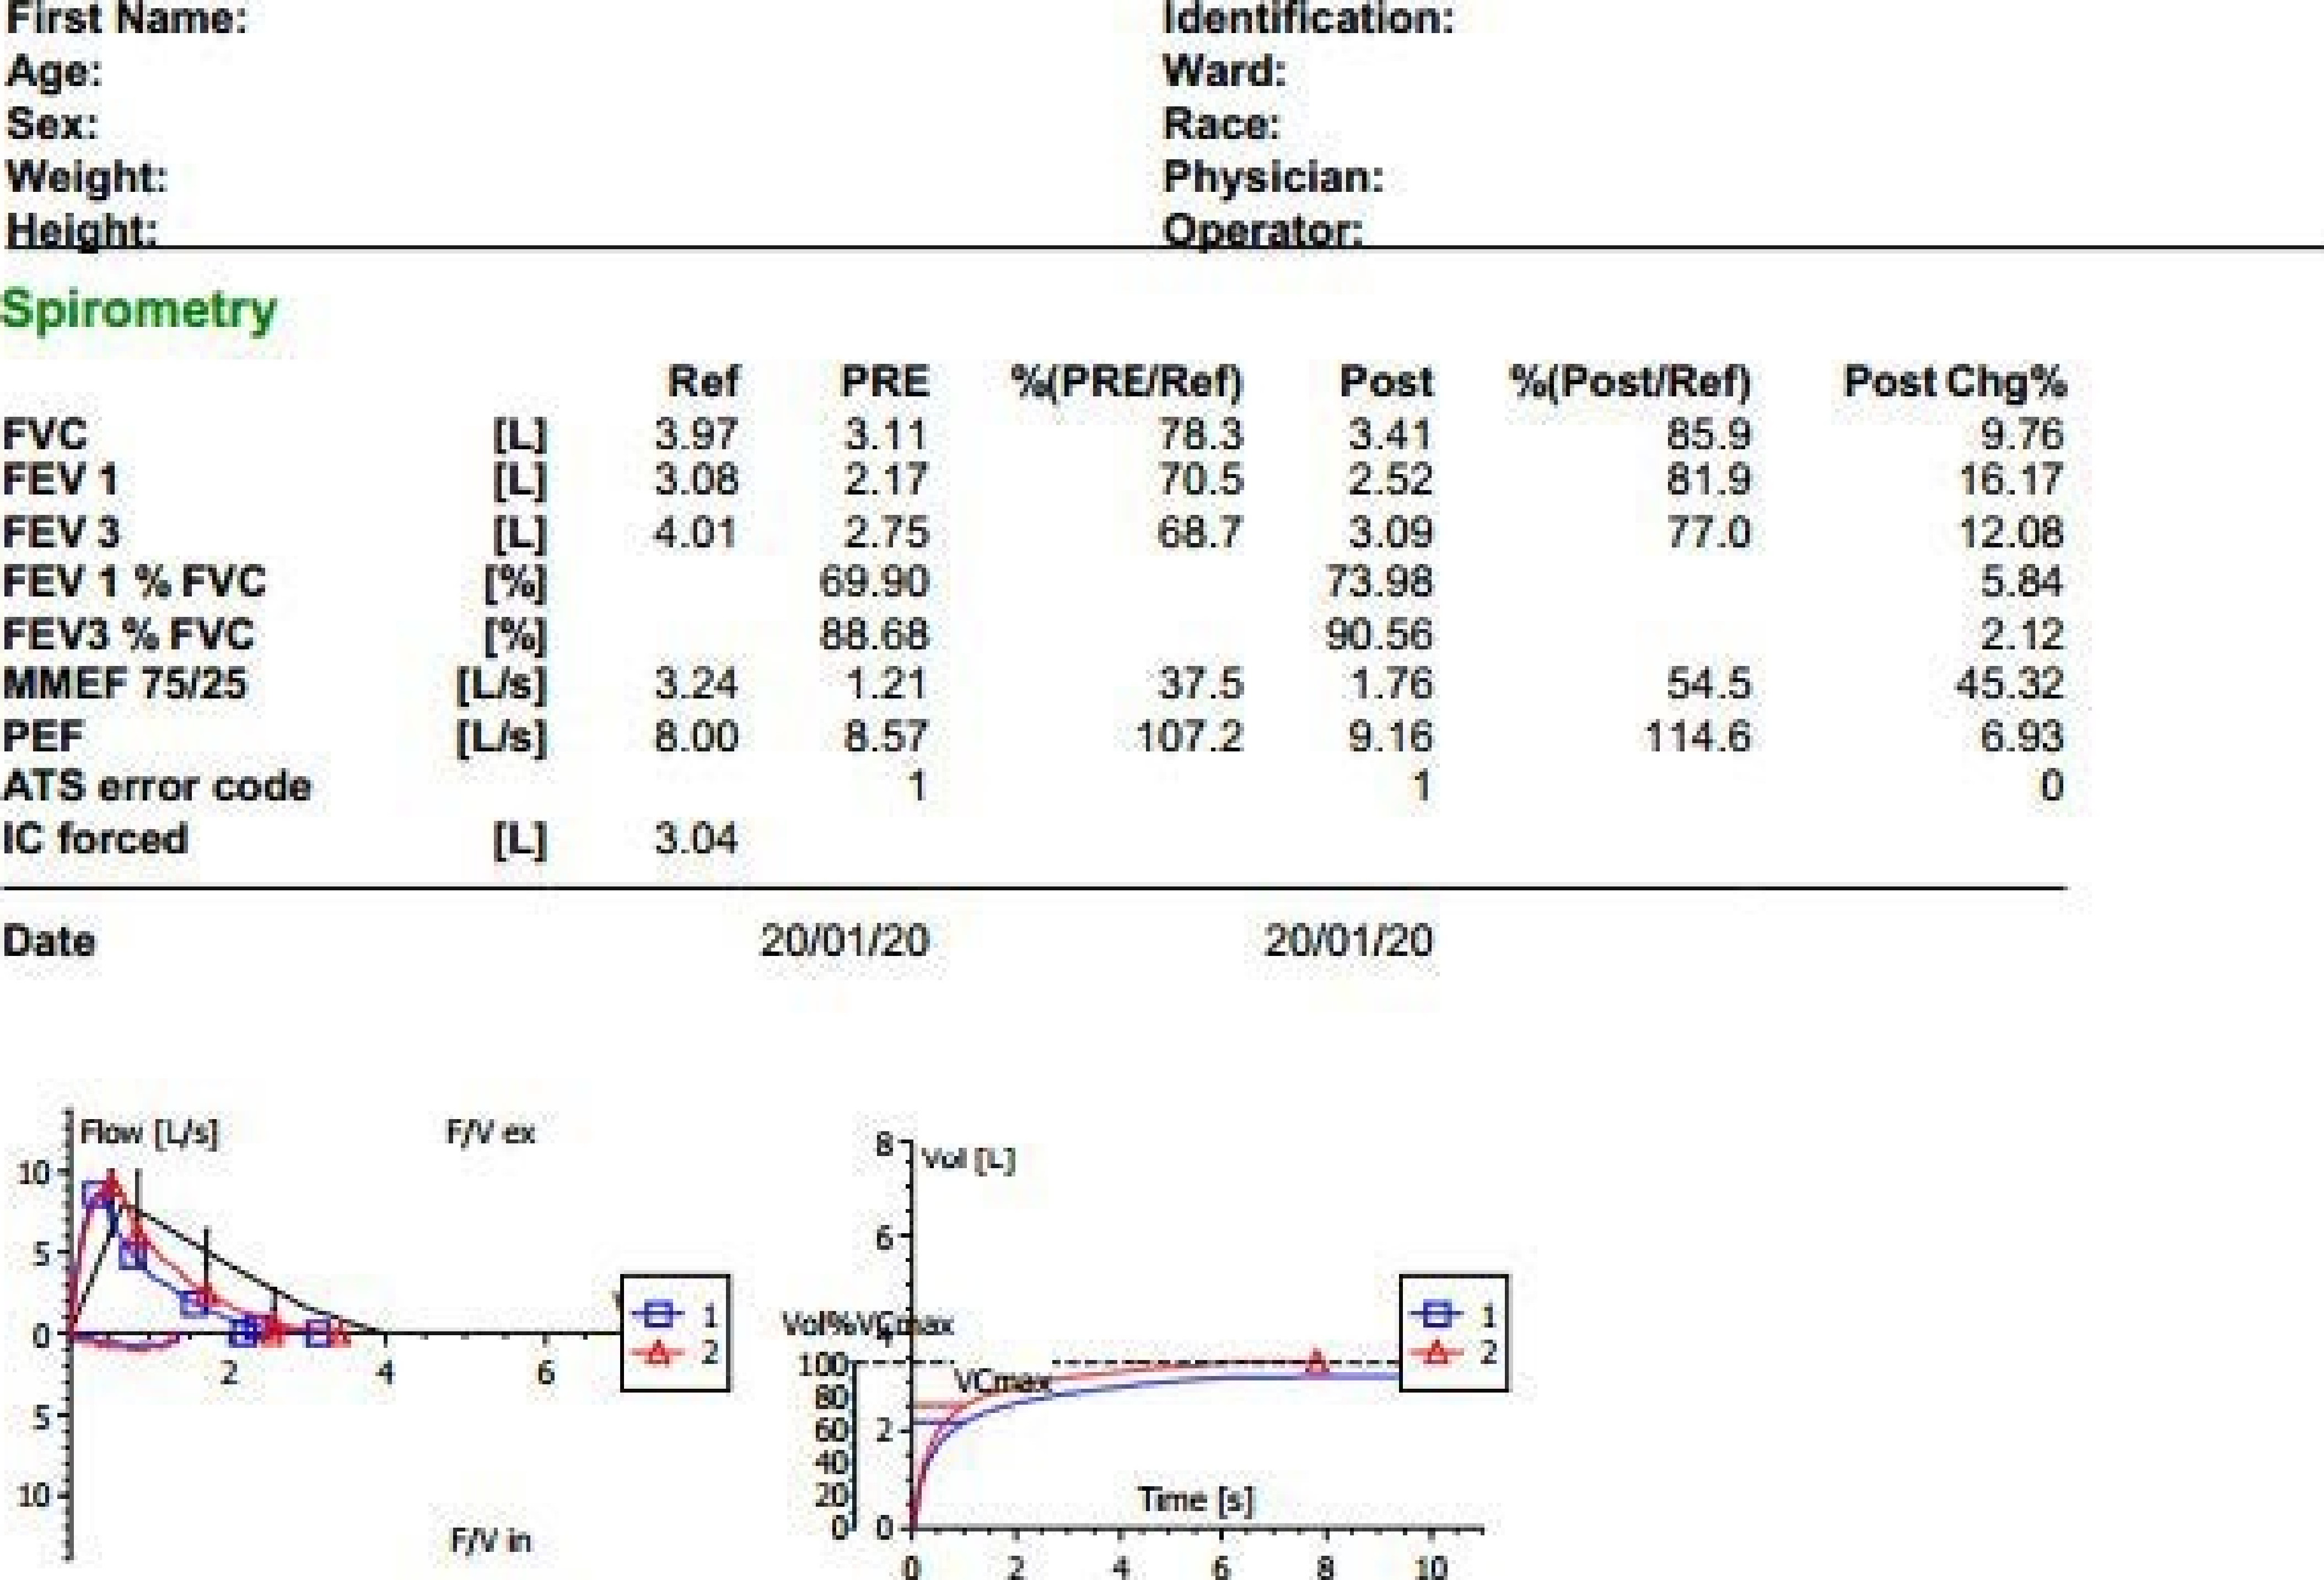 First Name: Identification:
Age: Ward:
Sex: Race:
Weight: Physician:
Height: Operator:
Spirometry
Ref PRE %(PRE/Ref) Post %(Post/Ref) Post Chg%
FVC [L] 3.97 3.11 78.3 3.41 85.9 9.76
FEV 1 [L] 3.08 2.17 70.5 2.52 81.9 16.17
FEV 3 [L] 4.01 2.75 68.7 3.09 77.0 12.08
FEV 1 % FVC [%] 69.90 73.98 5.84
FEV3 % FVC [%] 88.68 90.56 2.12
MMEF 75/25 [L/s] 3.24 1.21 37.5 1.76 54.5 45.32
PEF [L/s] 8.00 8.57 107.2 9.16 114.6 6.93
ATS error code 1 1 0
IC forced [L] 3.04
Date 20/01/20 20/01/20
Flow [L/s] F/V ex
10
5
0
5
10
2 4 6
F/V in
1
2
8 Vol [L]
6
Vol%VCmax
4
100
VCmax
80
60 2
40
20
0 0
Time [s]
0 2 4 6 8 10
1
2